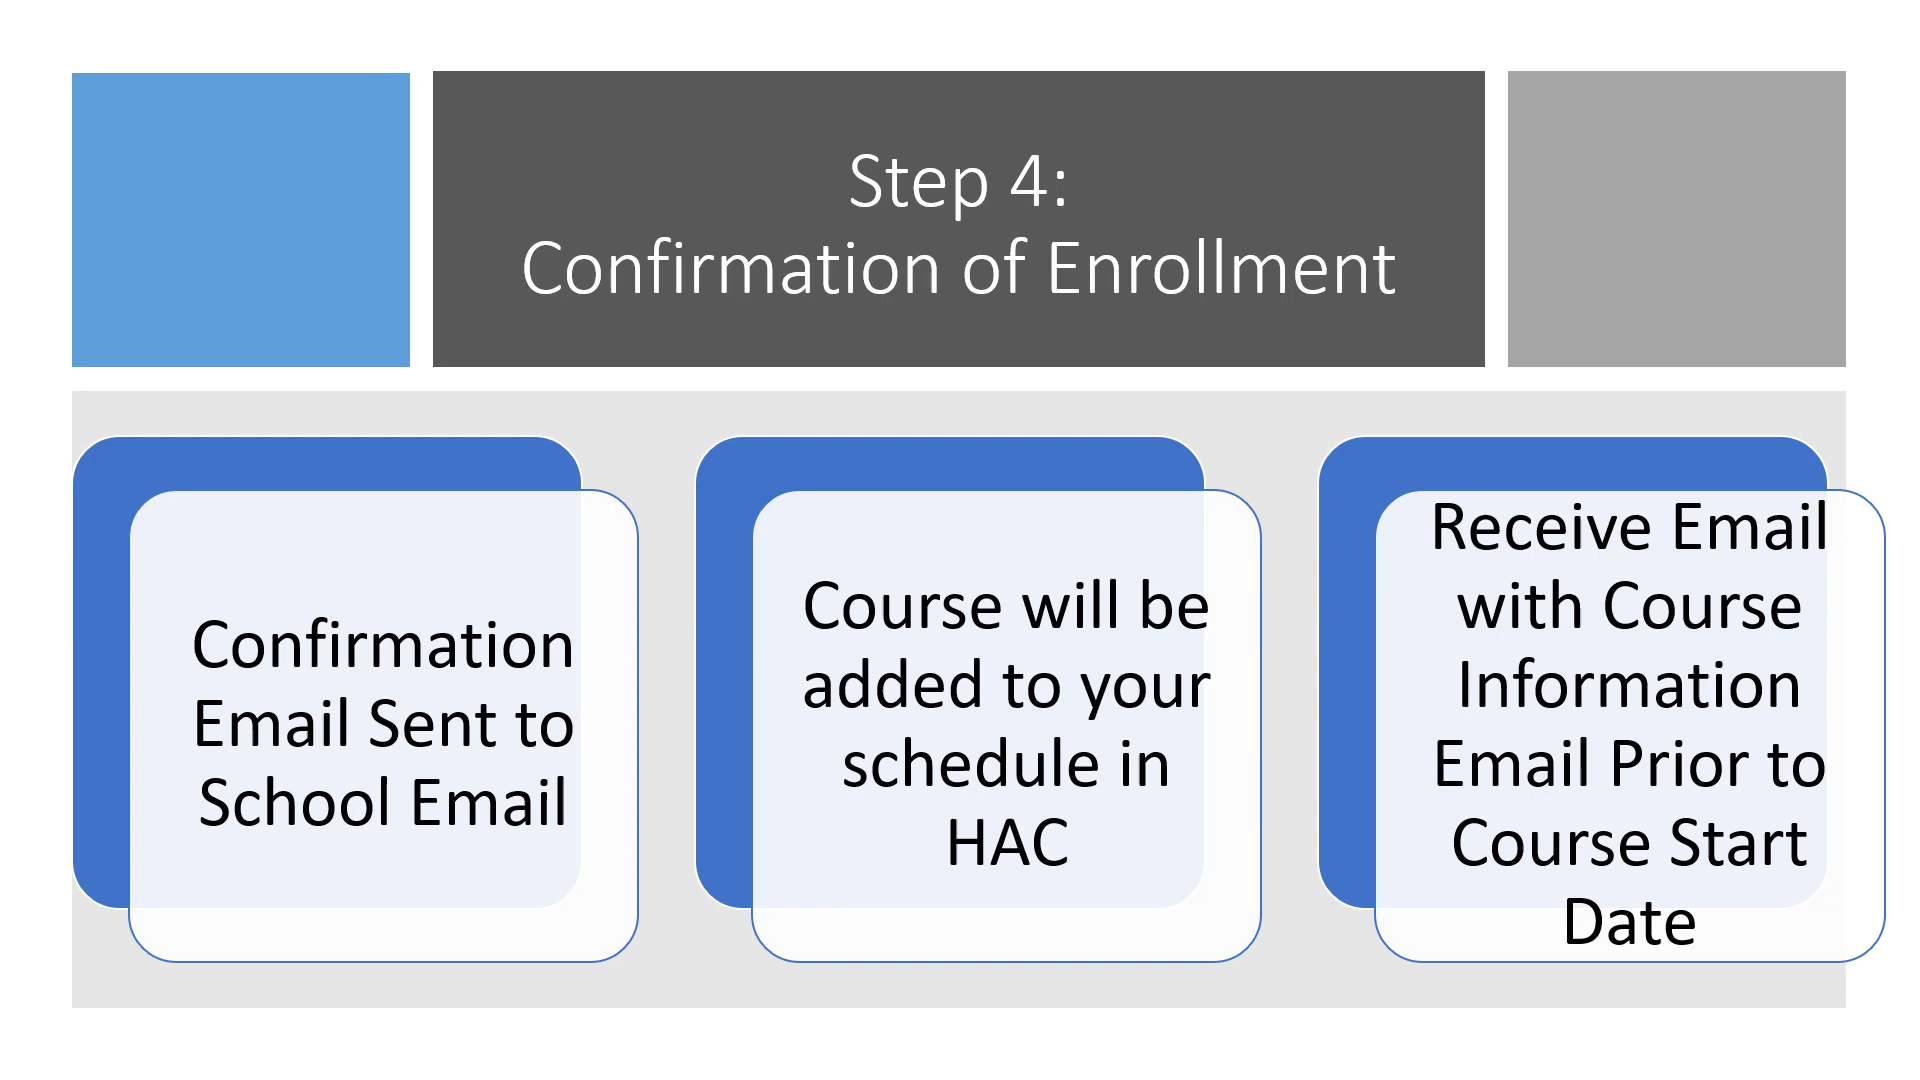 Step 4:
Confirmation of Enrollment
Confirmation
Email Sent to
School Email
Course will be
added to your
schedule in
HAC
Receive Email
with Course
Information
Email Prior to
Course Start
Date